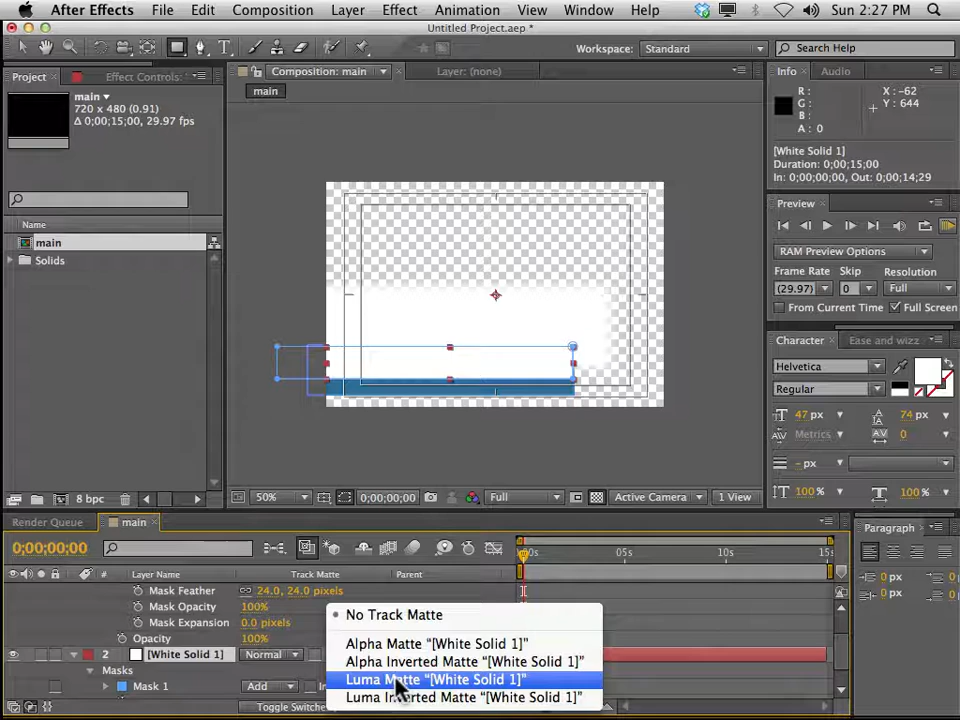 After Effects File Edit Composition Layer Effect Animation View Window Help Sun 2:27 PM
Untitled Project.aep *
Workspace: Standard Search Help
Project Effect Controls: Composition: main Layer: (none) Info Audio
main
720 x 480 (0.91)
Δ 0;00;15;00, 29.97 fps
main
R: X: -62
G: Y: 644
B:
A: 0
[White Solid 1]
Duration: 0;00;15;00
In: 0;00;00;00, Out: 0;00;14;29
Preview
Name
main
Solids
RAM Preview Options
Frame Rate Skip Resolution
(29.97) 0 Full
From Current Time Full Screen
Character Ease and wizz
Helvetica
Regular
47 px 74 px
Metrics 0
- px
100% 100%
8 bpc 50% 0;00;00;00 Full Active Camera 1 View
Render Queue main
0;00;00;00
:00s 05s 10s 15s
# Layer Name Track Matte Parent
Mask Feather 24.0, 24.0 pixels
Mask Opacity 100%
Mask Expansion 0.0 pixels
Opacity 100%
2 [White Solid 1] Normal
Masks
Mask 1 Add
Toggle Switches
No Track Matte
Alpha Matte “[White Solid 1]”
Alpha Inverted Matte “[White Solid 1]”
Luma Matte “[White Solid 1]”
Luma Inverted Matte “[White Solid 1]”
Paragraph
0 px 0 px
0 px 0 px